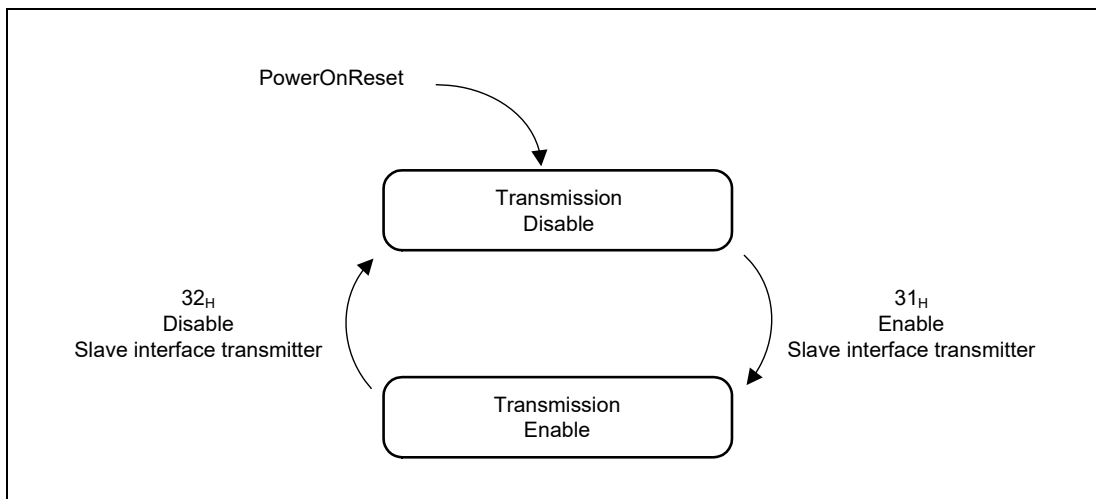 PowerOnReset
Transmission
Disable
32H
Disable
Slave interface transmitter
31H
Enable
Slave interface transmitter
Transmission
Enable